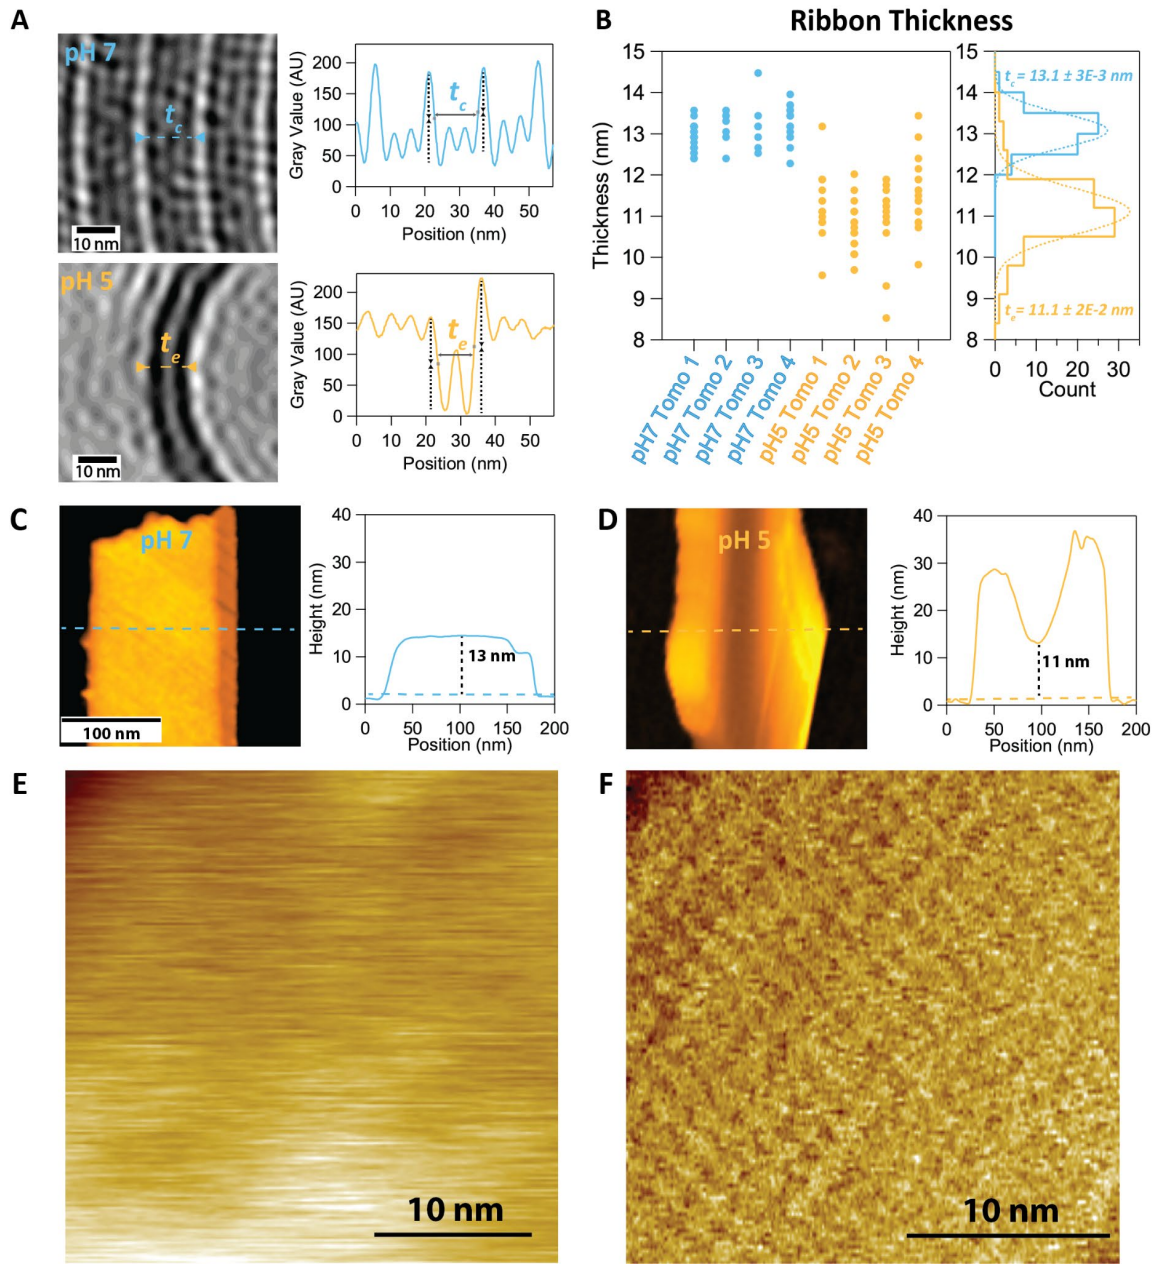 A
pH 7
t_c
10 nm
Gray Value (AU)
200
150
100
50
0
t_c
0 10 20 30 40 50
Position (nm)
pH 5
t_e
10 nm
Gray Value (AU)
200
150
100
50
0
t_e
0 10 20 30 40 50
Position (nm)
B
Ribbon Thickness
Thickness (nm)
15
14
13
12
11
10
9
8
pH7 Tomo 1
pH7 Tomo 2
pH7 Tomo 3
pH7 Tomo 4
pH5 Tomo 1
pH5 Tomo 2
pH5 Tomo 3
pH5 Tomo 4
15
14
13
12
11
10
9
8
t_c = 13.1 ± 3E-3 nm
t_e = 11.1 ± 2E-2 nm
0 10 20 30
Count
C
pH 7
100 nm
Height (nm)
40
30
20
10
0
13 nm
0 50 100 150 200
Position (nm)
D
pH 5
Height (nm)
40
30
20
10
0
11 nm
0 50 100 150 200
Position (nm)
E
10 nm
F
10 nm